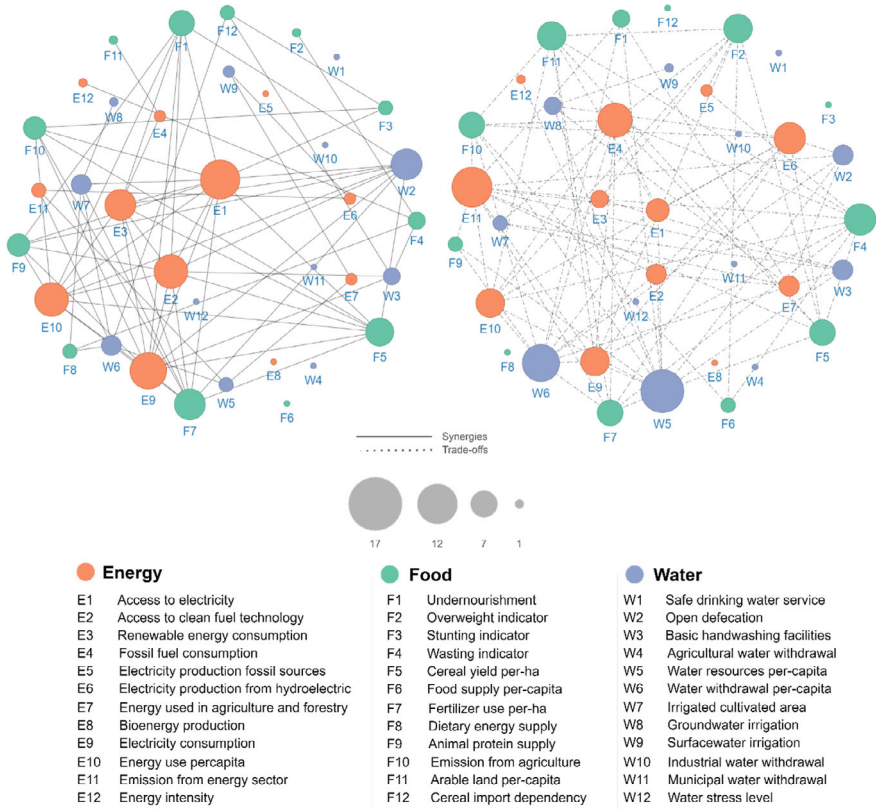 F12
F1
F2
F11
W1
W9
E12
E5
W8
E4
F3
F10
W10
W2
E1
E11
W7
E6
E3
F4
F9
W11
E2
W3
E7
E10
W12
F5
F8
W6
E8
W4
E9
W5
F6
F7
F12
F1
F2
F11
W1
W9
E12
E5
W8
F3
F10
E4
W10
E6
W2
E11
E3
E1
W7
F4
F9
W11
E2
W3
E7
E10
W12
F5
F8
W6
E9
E8
W4
W5
F6
F7
Synergies
Trade-offs
17 12 7 1
Energy
E1 Access to electricity
E2 Access to clean fuel technology
E3 Renewable energy consumption
E4 Fossil fuel consumption
E5 Electricity production fossil sources
E6 Electricity production from hydroelectric
E7 Energy used in agriculture and forestry
E8 Bioenergy production
E9 Electricity consumption
E10 Energy use percapita
E11 Emission from energy sector
E12 Energy intensity
Food
F1 Undernourishment
F2 Overweight indicator
F3 Stunting indicator
F4 Wasting indicator
F5 Cereal yield per-ha
F6 Food supply per-capita
F7 Fertilizer use per-ha
F8 Dietary energy supply
F9 Animal protein supply
F10 Emission from agriculture
F11 Arable land per-capita
F12 Cereal import dependency
Water
W1 Safe drinking water service
W2 Open defecation
W3 Basic handwashing facilities
W4 Agricultural water withdrawal
W5 Water resources per-capita
W6 Water withdrawal per-capita
W7 Irrigated cultivated area
W8 Groundwater irrigation
W9 Surfacewater irrigation
W10 Industrial water withdrawal
W11 Municipal water withdrawal
W12 Water stress level